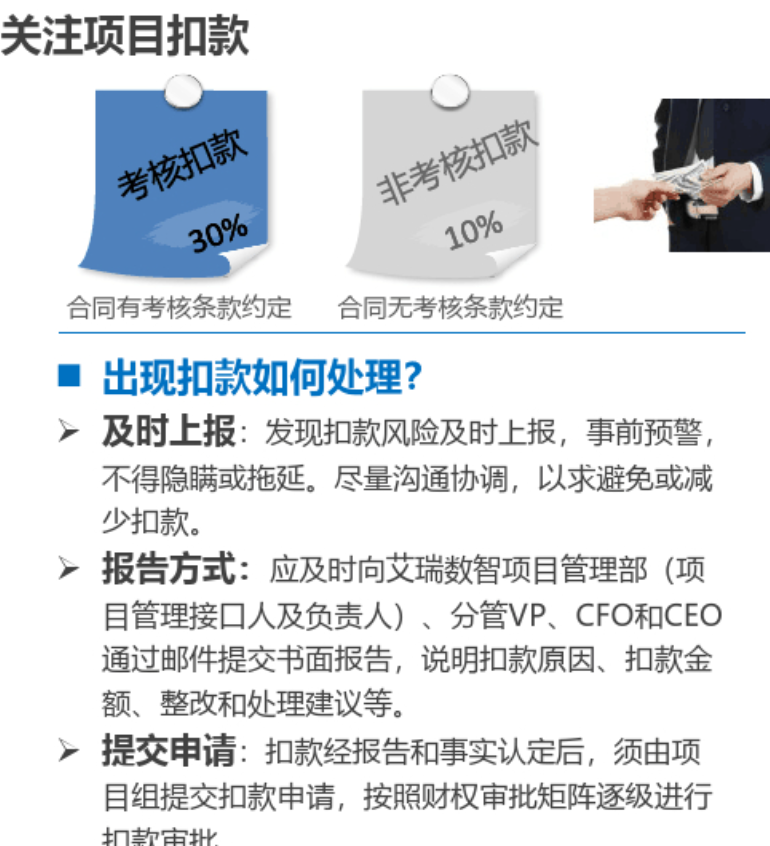 关注项目扣款
考核扣款
30%
非考核扣款
10%
合同有考核条款约定
合同无考核条款约定
■ 出现扣款如何处理？
➢ 及时上报：发现扣款风险及时上报，事前预警，
不得隐瞒或拖延。尽量沟通协调，以求避免或减
少扣款。
➢ 报告方式：应及时向艾瑞数智项目管理部（项
目管理接口人及负责人）、分管VP、CFO和CEO
通过邮件提交书面报告，说明扣款原因、扣款金
额、整改和处理建议等。
➢ 提交申请：扣款经报告和事实认定后，须由项
目组提交扣款申请，按照财权审批矩阵逐级进行
扣款审批